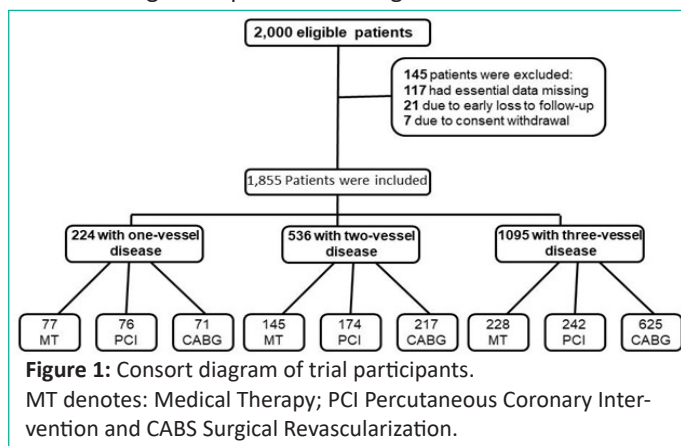 2,000 eligible patients
145 patients were excluded:
117 had essential data missing
21 due to early loss to follow-up
7 due to consent withdrawal
1,855 Patients were included
224 with one-vessel
disease
536 with two-vessel
disease
1095 with three-vessel
disease
77
MT
76
PCI
71
CABG
145
MT
174
PCI
217
CABG
228
MT
242
PCI
625
CABG
Figure 1: Consort diagram of trial participants.
MT denotes: Medical Therapy; PCI Percutaneous Coronary Inter-
vention and CABS Surgical Revascularization.